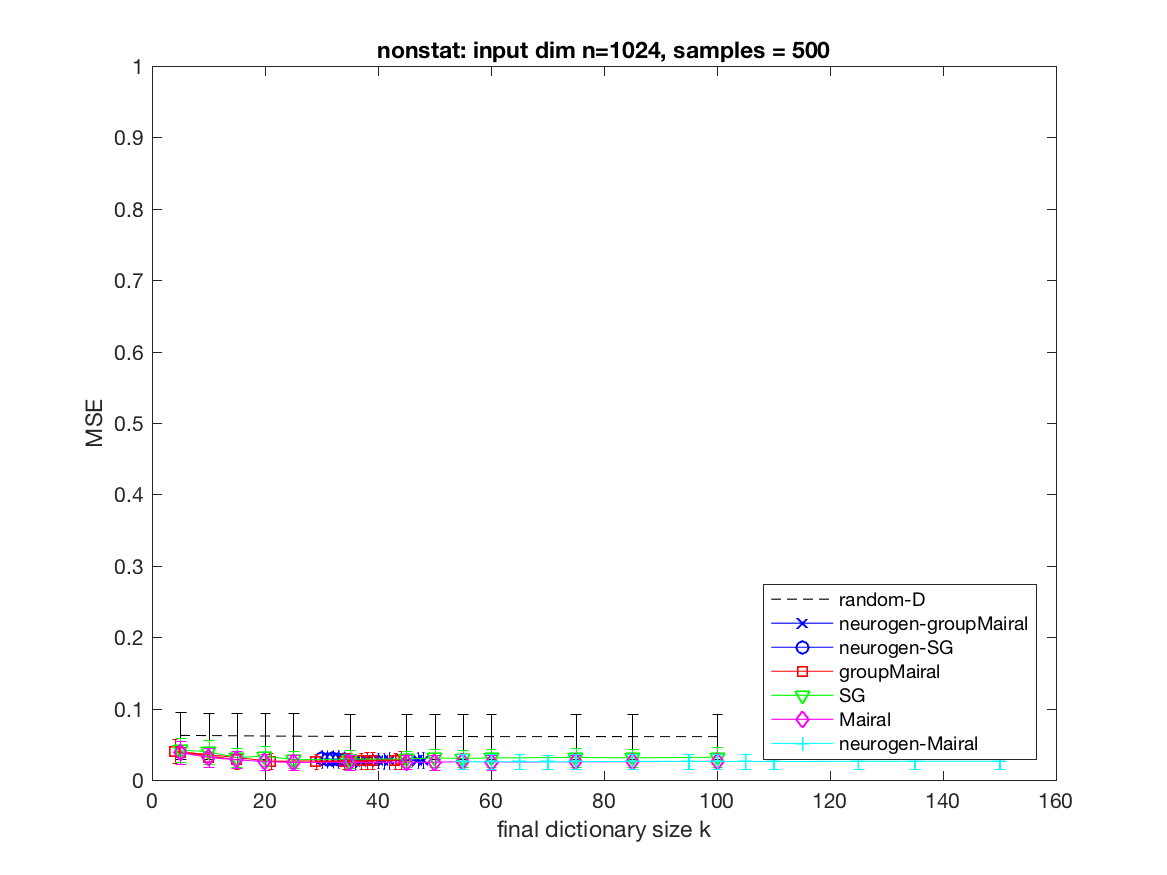 nonstat: input dim n=1024, samples = 500
1
0.9
0.8
0.7
0.6
0.5
0.4
0.3
0.2
0.1
0
MSE
random-D
neurogen-groupMairal
neurogen-SG
groupMairal
SG
Mairal
neurogen-Mairal
0 20 40 60 80 100 120 140 160
final dictionary size k